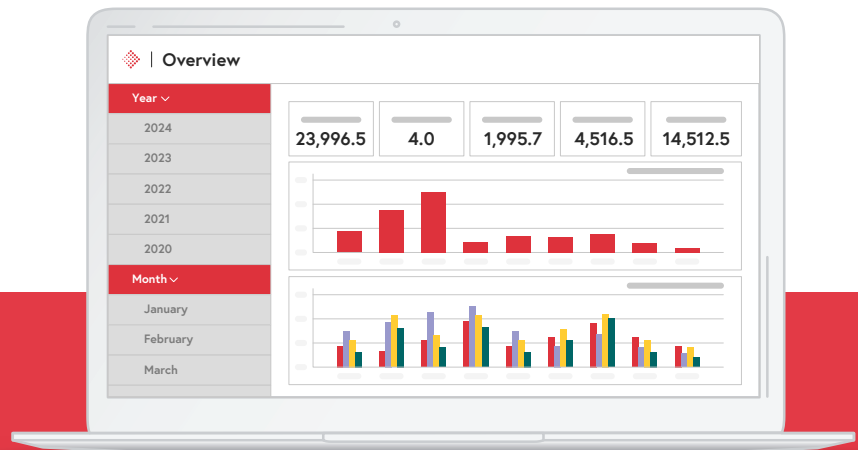 Overview
Year
2024
2023
2022
2021
2020
Month
January
February
March
23,996.5
4.0
1,995.7
4,516.5
14,512.5